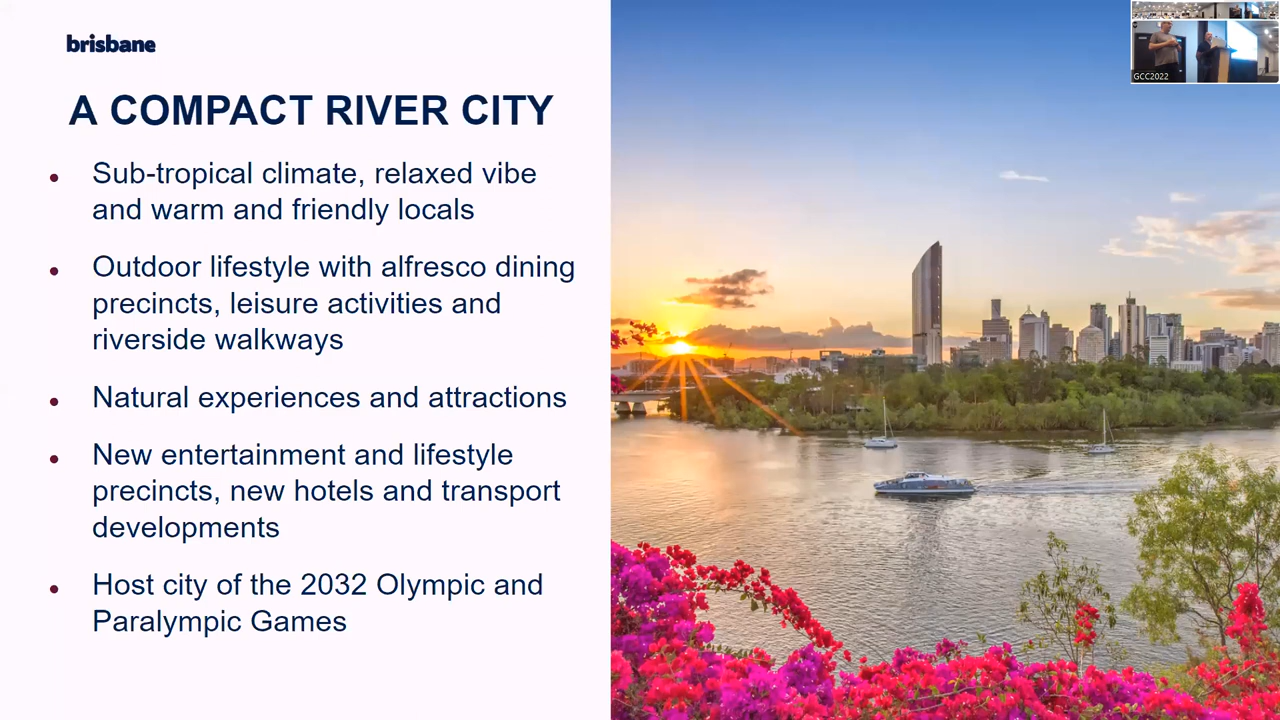 brisbane
A COMPACT RIVER CITY
• Sub-tropical climate, relaxed vibe
and warm and friendly locals
• Outdoor lifestyle with alfresco dining
precincts, leisure activities and
riverside walkways
• Natural experiences and attractions
• New entertainment and lifestyle
precincts, new hotels and transport
developments
• Host city of the 2032 Olympic and
Paralympic Games
GCC2022